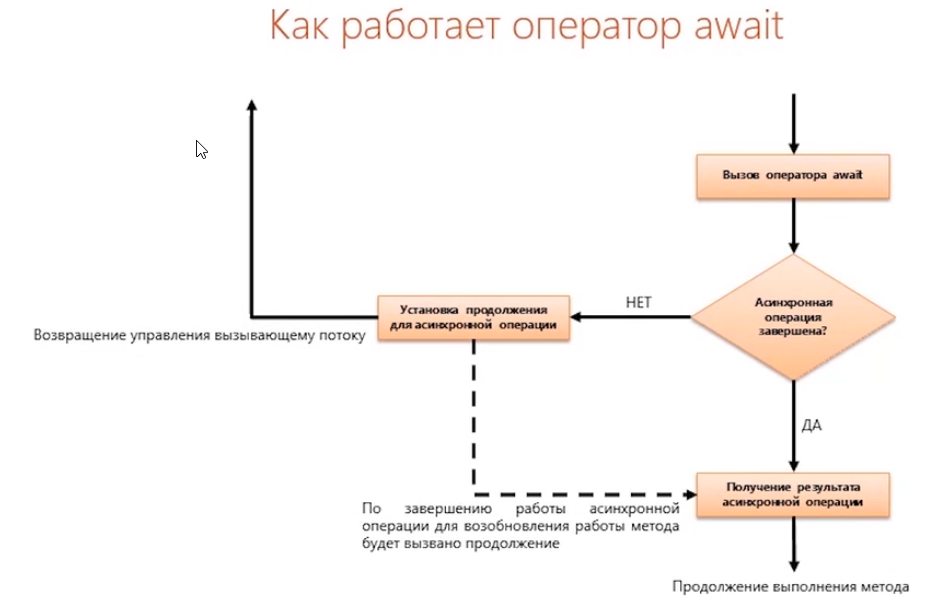 Как работает оператор await
Вызов оператора await
Асинхронная
операция
завершена?
НЕТ
Установка продолжения
для асинхронной операции
Возвращение управления вызывающему потоку
ДА
Получение результата
асинхронной операции
По завершению работы асинхронной
операции для возобновления работы метода
будет вызвано продолжение
Продолжение выполнения метода